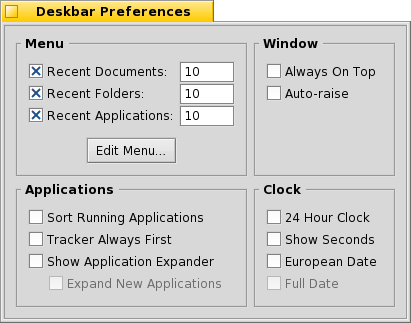 Deskbar Preferences
Menu
Recent Documents: 10
Recent Folders: 10
Recent Applications: 10
Edit Menu...
Window
Always On Top
Auto-raise
Applications
Sort Running Applications
Tracker Always First
Show Application Expander
Expand New Applications
Clock
24 Hour Clock
Show Seconds
European Date
Full Date